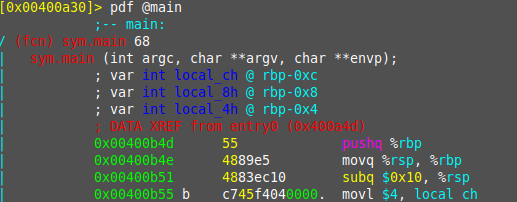 [0x00400a30]> pdf @main
;-- main:
/ (fcn) sym.main 68
| sym.main (int argc, char **argv, char **envp);
| ; var int local_ch @ rbp-0xc
| ; var int local_8h @ rbp-0x8
| ; var int local_4h @ rbp-0x4
| ; DATA XREF from entry0 (0x400a4d)
| 0x00400b4d 55 pushq %rbp
| 0x00400b4e 4889e5 movq %rsp, %rbp
| 0x00400b51 4883ec10 subq $0x10, %rsp
| 0x00400b55 b c745f4040000. movl $4, local_ch